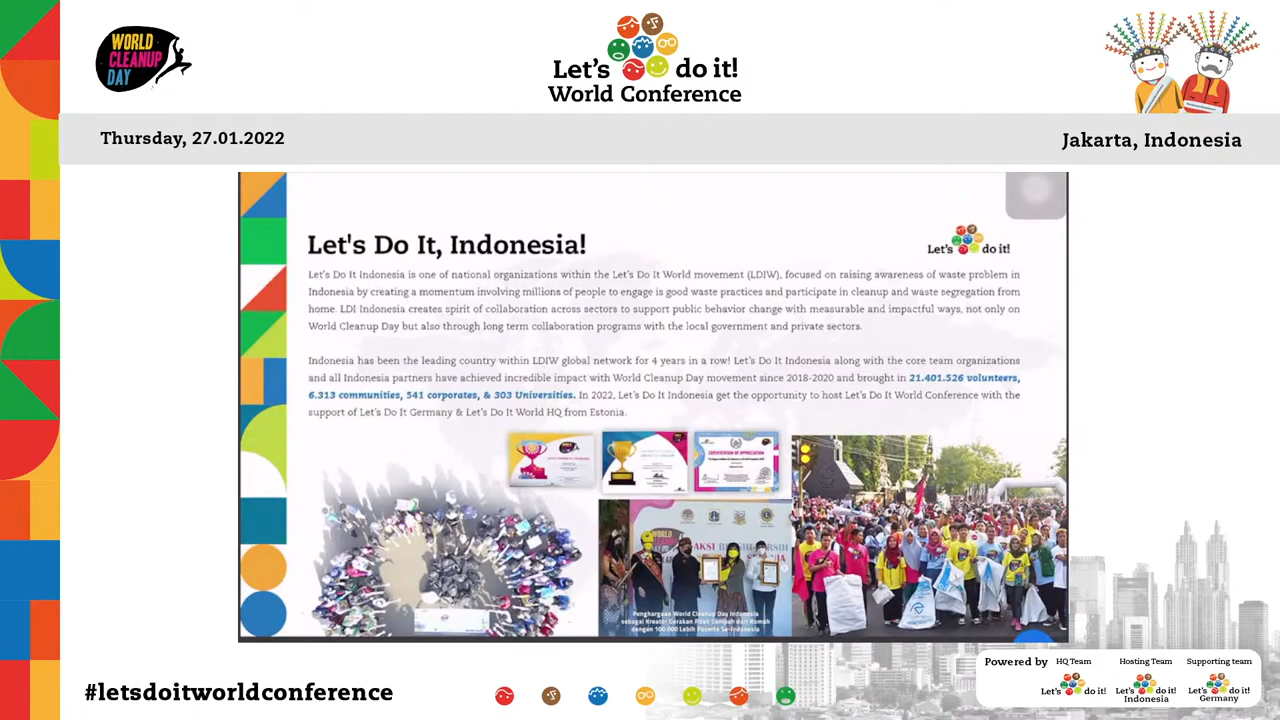 WORLD
CLEANUP
DAY
Let's do it!
World Conference
Thursday, 27.01.2022
Jakarta, Indonesia
Let's Do It, Indonesia!
Let's do it!
Let's Do It Indonesia is one of national organizations within the Let's Do It World movement (LDIW), focused on raising awareness of waste problem in
Indonesia by creating a momentum involving millions of people to engage is good waste practices and participate in cleanup and waste segregation from
home. LDI Indonesia creates spirit of collaboration across sectors to support public behavior change with measurable and impactful ways, not only on
World Cleanup Day but also through long term collaboration programs with the local government and private sectors.
Indonesia has been the leading country within LDIW global network for 4 years in a row! Let's Do It Indonesia along with the core team organizations
and all Indonesia partners have achieved incredible impact with World Cleanup Day movement since 2018-2020 and brought in 21.401.526 volunteers,
6.313 communities, 541 corporates, & 303 Universities. In 2022, Let's Do It Indonesia get the opportunity to host Let's Do It World Conference with the
support of Let's Do It Germany & Let's Do It World HQ from Estonia.
CERTIFICATION OF APPRECIATION
WORLD
CLEANUP
AKSI BERSIH
Penghargaan World Cleanup Day Indonesia
sebagai Kreator Gerakan Pilah Sampah dari Rumah
dengan 100.000 Lebih Peserta Se-Indonesia
Powered by
HQ Team
Hosting Team
Supporting team
Let's do it!
Let's do it!
Indonesia
Let's do it!
Germany
#letsdoitworldconference